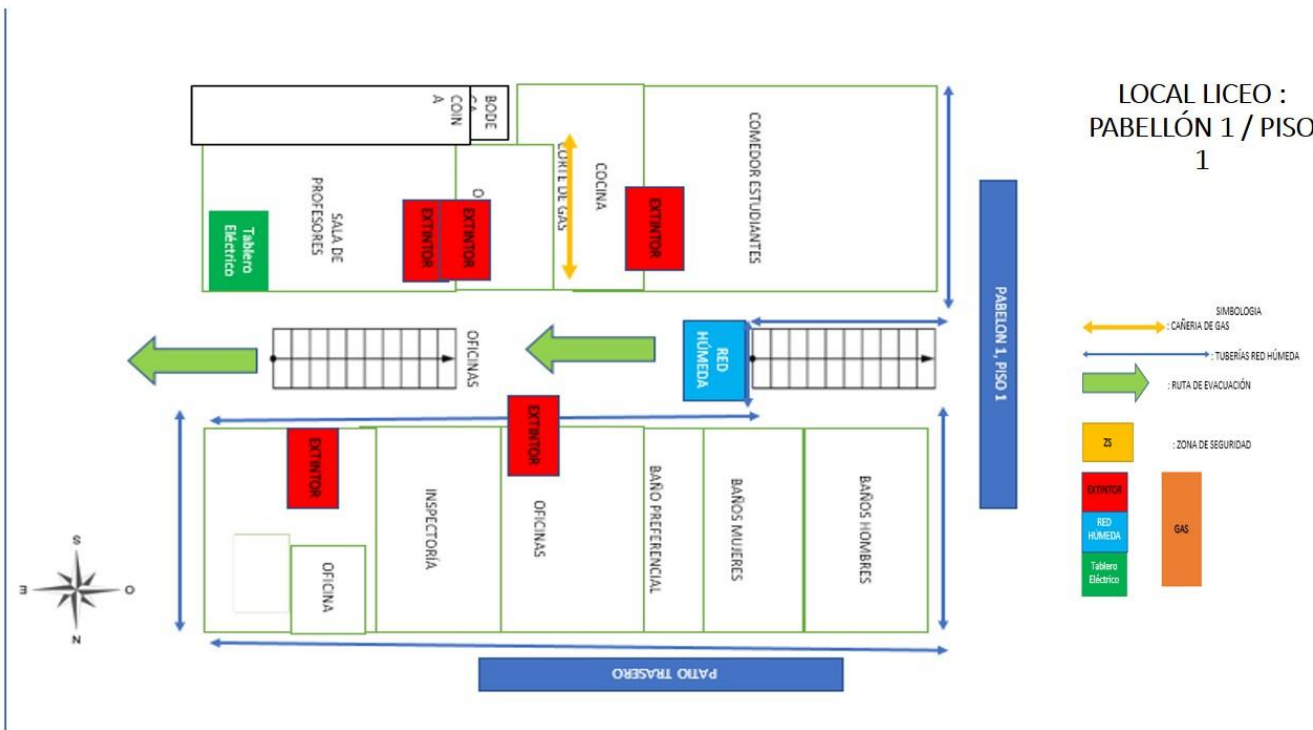 LOCAL LICEO :
PABELLÓN 1 / PISO
1
COIN
A
BODE
SALA DE
PROFESORES
Tablero
Eléctrico
EXTINTOR
EXTINTOR
O
CORTE DE GAS
COCINA
EXTINTOR
COMEDOR ESTUDIANTES
OFICINAS
RED
HÚMEDA
PABELON 1, PISO 1
EXTINTOR
EXTINTOR
OFICINA
INSPECTORÍA
OFICINAS
BAÑO PREFERENCIAL
BAÑOS MUJERES
BAÑOS HOMBRES
PATIO TRASERO
S
E
O
N
SIMBOLOGIA
: CAÑERIA DE GAS
: TUBERÍAS RED HÚMEDA
: RUTA DE EVACUACIÓN
ZS
: ZONA DE SEGURIDAD
EXTINTOR
RED
HÚMEDA
Tablero
Eléctrico
GAS